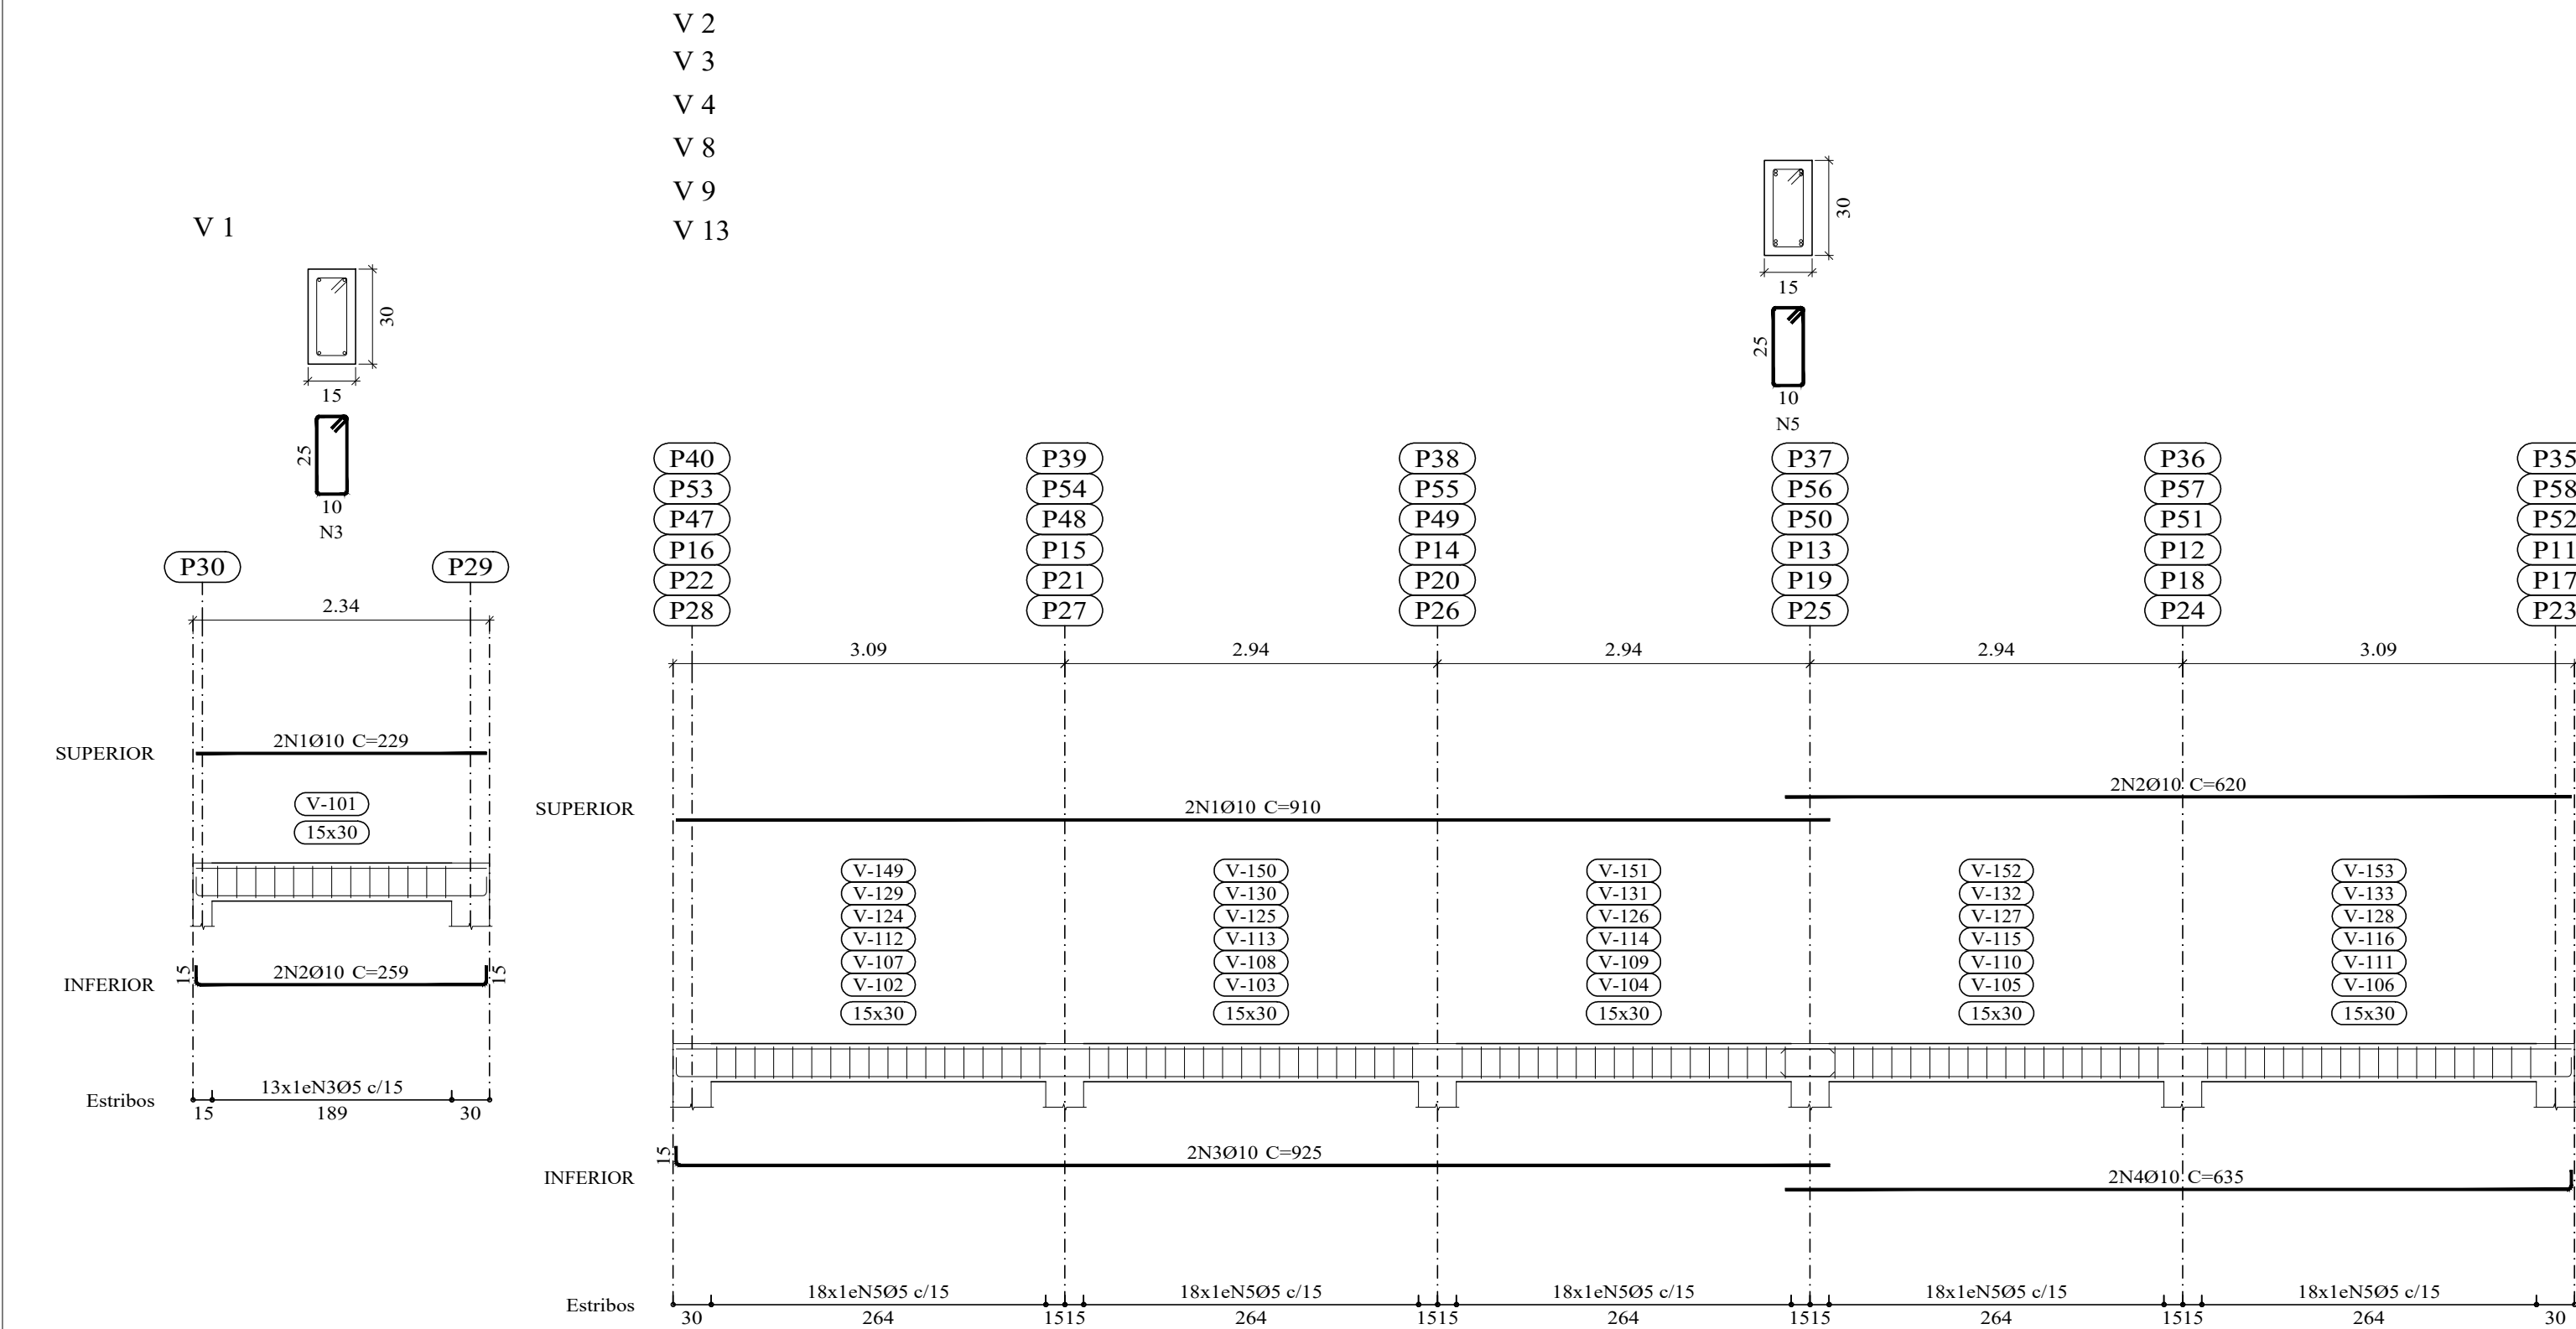 V 2
V 3
V 4
V 8
V 9
V 13
V 1
30
15
25
10
N3
P30 P29
2.34
SUPERIOR 2N1Ø10 C=229
V-101
15x30
15 15
INFERIOR 2N2Ø10 C=259
Estribos 13x1eN3Ø5 c/15
15 189 30
30
15
25
10
N5
P40 P39 P38 P37 P36 P35
P53 P54 P55 P56 P57 P58
P47 P48 P49 P50 P51 P52
P16 P15 P14 P13 P12 P11
P22 P21 P20 P19 P18 P17
P28 P27 P26 P25 P24 P23
3.09 2.94 2.94 2.94 3.09
2N2Ø10 C=620
SUPERIOR 2N1Ø10 C=910
V-149 V-150 V-151 V-152 V-153
V-129 V-130 V-131 V-132 V-133
V-124 V-125 V-126 V-127 V-128
V-112 V-113 V-114 V-115 V-116
V-107 V-108 V-109 V-110 V-111
V-102 V-103 V-104 V-105 V-106
15x30 15x30 15x30 15x30 15x30
15 2N3Ø10 C=925
INFERIOR 2N4Ø10 C=635
Estribos 18x1eN5Ø5 c/15 18x1eN5Ø5 c/15 18x1eN5Ø5 c/15 18x1eN5Ø5 c/15 18x1eN5Ø5 c/15
30 264 1515 264 1515 264 1515 264 1515 264 30